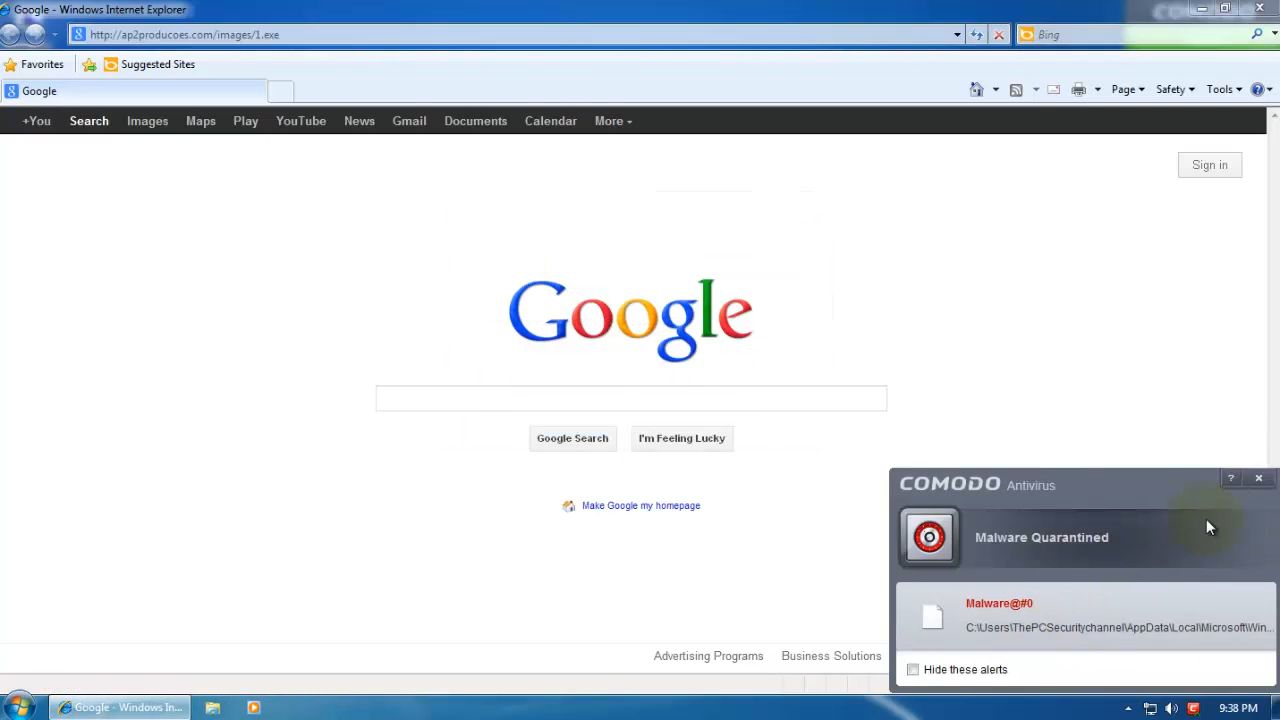 Google - Windows Internet Explorer
http://ap2producoes.com/images/1.exe
Bing
Favorites
Suggested Sites
Google
Page
Safety
Tools
+You Search Images Maps Play YouTube News Gmail Documents Calendar More
Sign in
Google
Google Search
I'm Feeling Lucky
Make Google my homepage
COMODO Antivirus
Malware Quarantined
Malware@#0
C:\Users\ThePCSecuritychannel\AppData\Local\Microsoft\Win...
Hide these alerts
Advertising Programs
Business Solutions
Google - Windows In...
9:38 PM